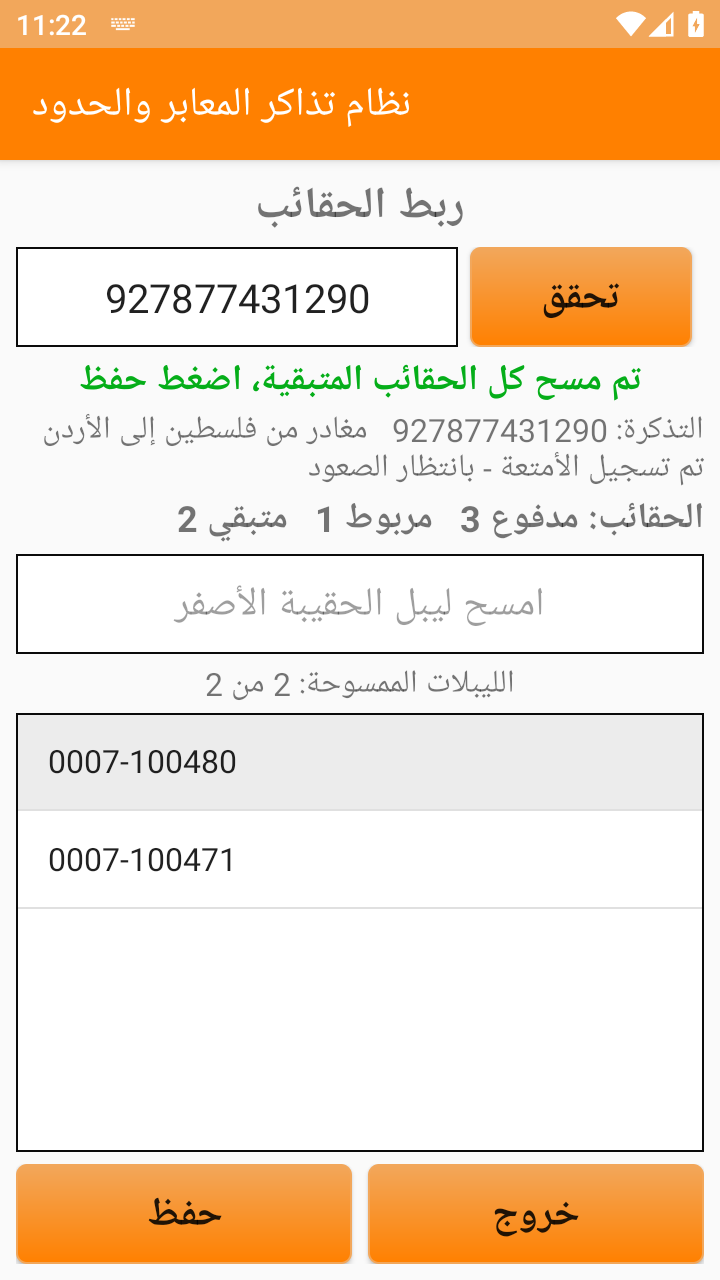 11:22
نظام تذاكر المعابر والحدود
ربط الحقائب
تحقق
927877431290
تم مسح كل الحقائب المتبقية، اضغط حفظ
التذكرة: 927877431290 مغادر من فلسطين إلى الأردن
تم تسجيل الأمتعة - بانتظار الصعود
الحقائب: مدفوع 3 مربوط 1 متبقي 2
امسح ليبل الحقيبة الأصفر
الليبلات الممسوحة: 2 من 2
0007-100480
0007-100471
خروج
حفظ